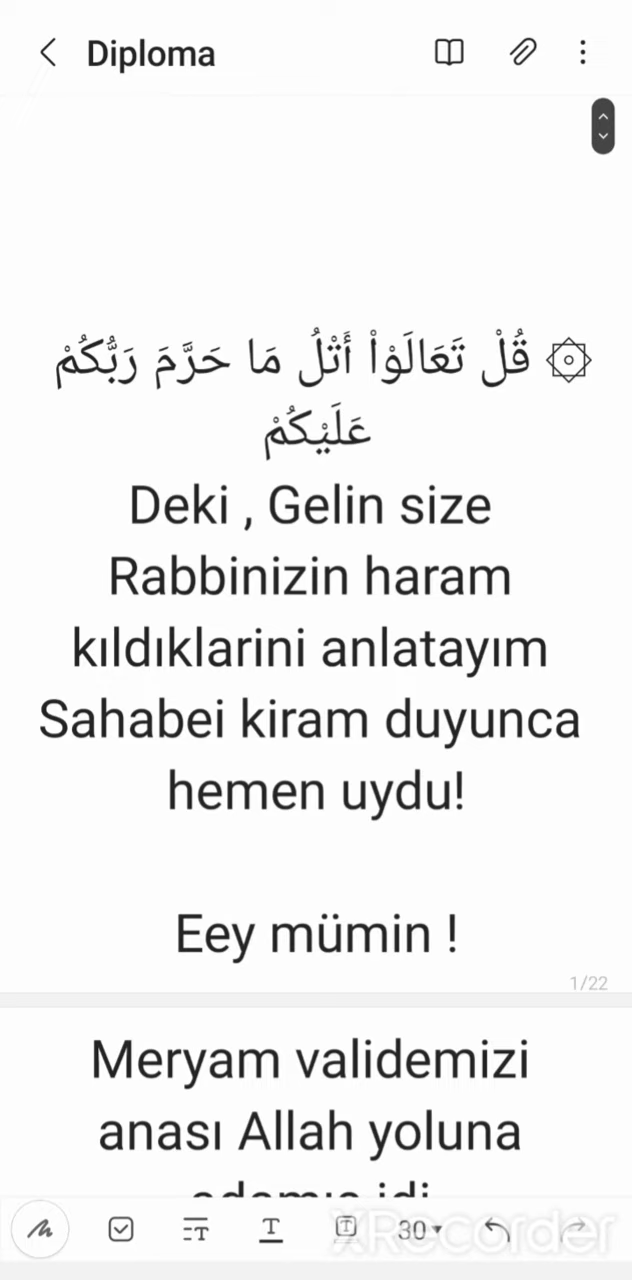 Diploma
۞ قُلْ تَعَالَوْاْ أَتْلُ مَا حَرَّمَ رَبُّكُمْ
عَلَيْكُمْ
Deki , Gelin size
Rabbinizin haram
kıldıklarini anlatayım
Sahabei kiram duyunca
hemen uydu!
Eey mümin !
1/22
Meryam validemizi
anası Allah yoluna
30
XRecorder